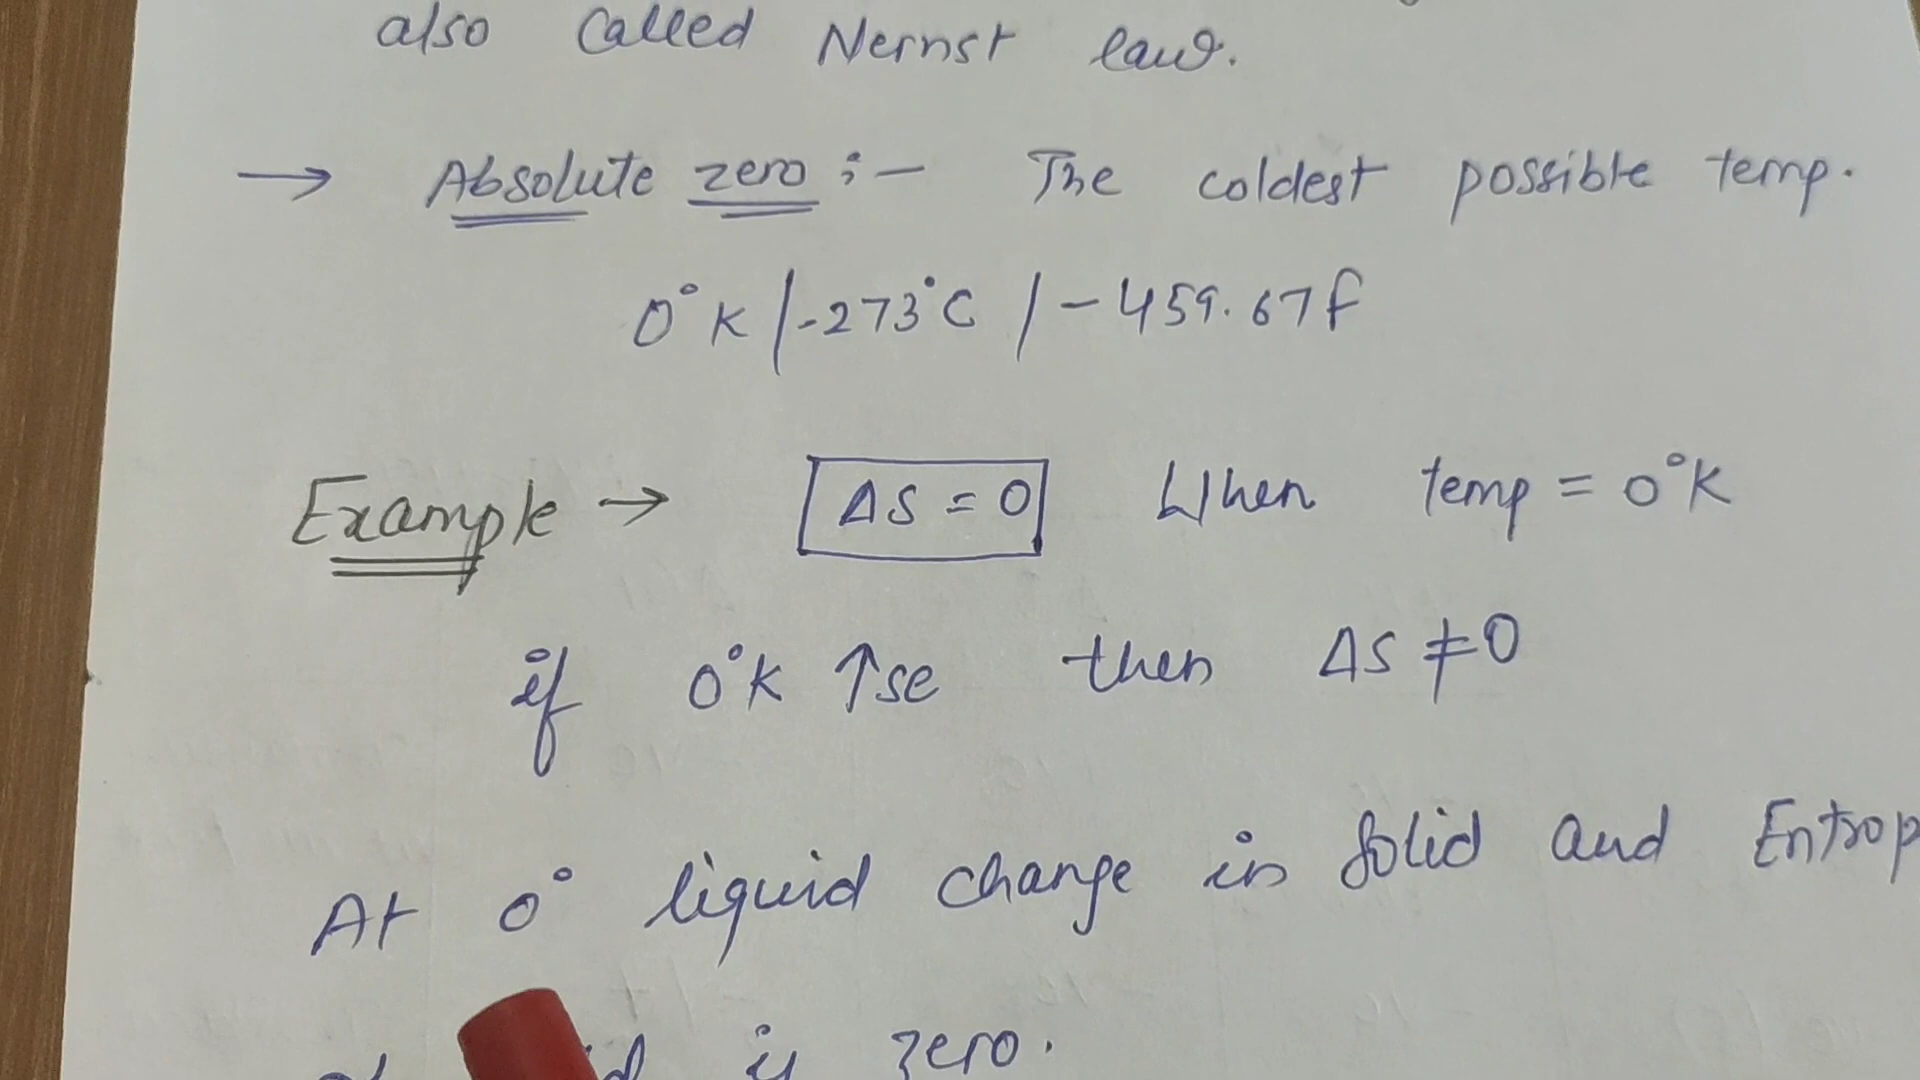 also called Nernst law.
→ Absolute zero :- The coldest possible temp.
0°K /-273°C /-459.67f
Example → ΔS = 0 When temp = 0°K
if 0°K ↑se then ΔS ≠ 0
At 0° liquid change in solid and Entrop
is zero.